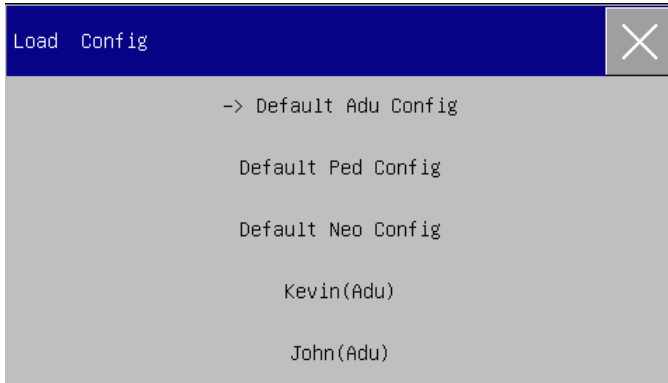 Load Config
-> Default Adu Config
Default Ped Config
Default Neo Config
Kevin(Adu)
John(Adu)